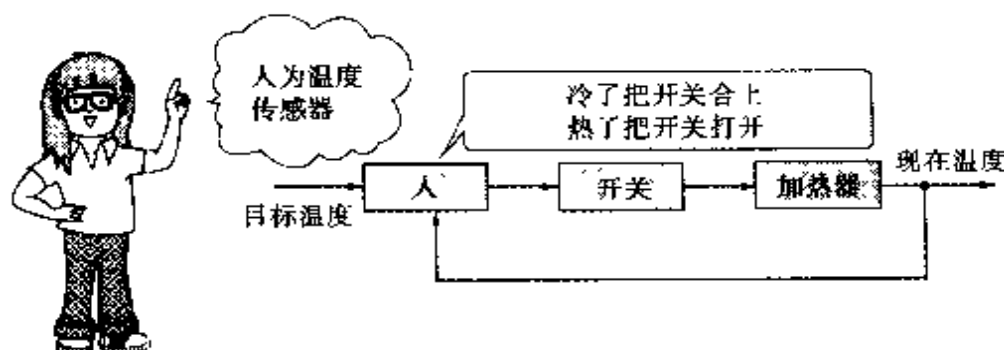 人为温度
传感器
冷了把开关合上
热了把开关打开
目标温度
人
开关
加热器
现在温度